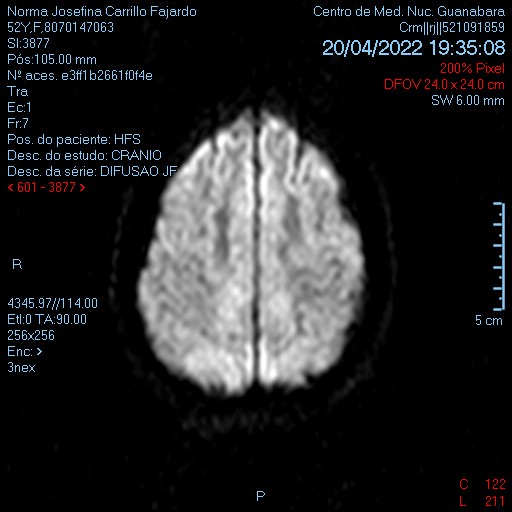 Norma Josefina Carrillo Fajardo
52Y,F,8070147063
Sl:3877
Pós:105.00 mm
Nº aces. e3ff1b2661f0f4e
Tra
Ec:1
Fr:7
Pos. do paciente: HFS
Desc. do estudo: CRANIO
Desc. da série: DIFUSAO JF
< 601 - 3877 >
Centro de Med. Nuc. Guanabara
Crm||rj||521091859
20/04/2022 19:35:08
200% Pixel
DFOV 24.0 x 24.0 cm
SW 6.00 mm
R
5 cm
4345.97//114.00
Etl:0 TA:90.00
256x256
Enc: >
3nex
P
C 122
L 211